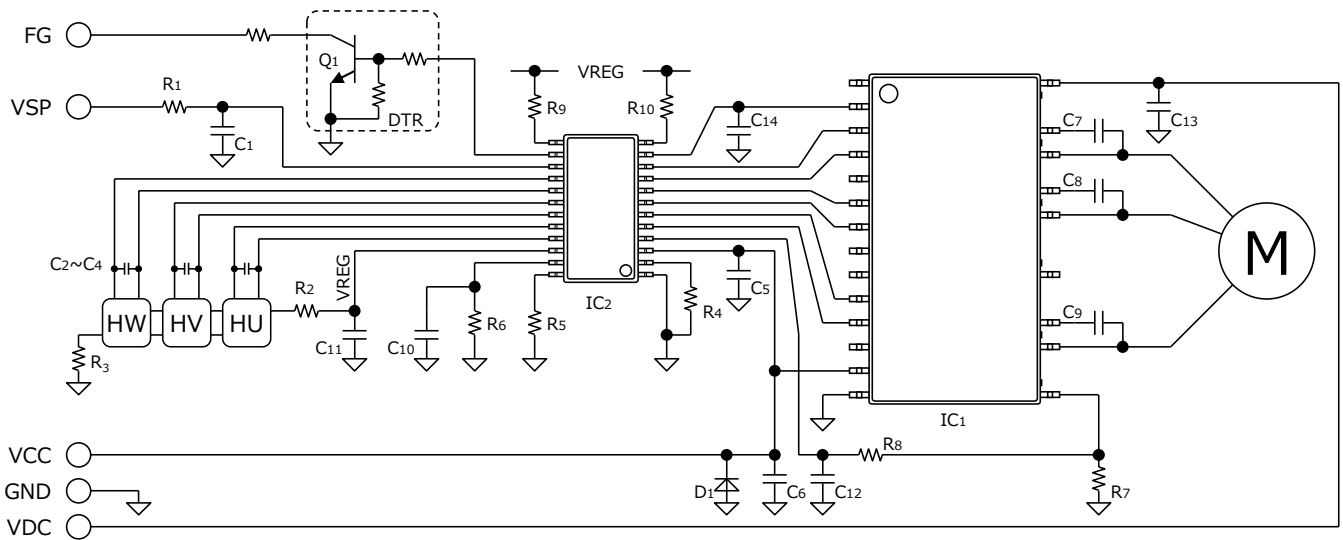 FG
Q1
VREG
R1
R9
R10
VSP
DTR
C14
C13
C1
C7
C8
M
C2~C4
R2
VREG
C5
IC2
HW
HV
HU
R6
R5
R4
C9
C11
C10
R3
IC1
R8
VCC
D1
C6
C12
R7
GND
VDC